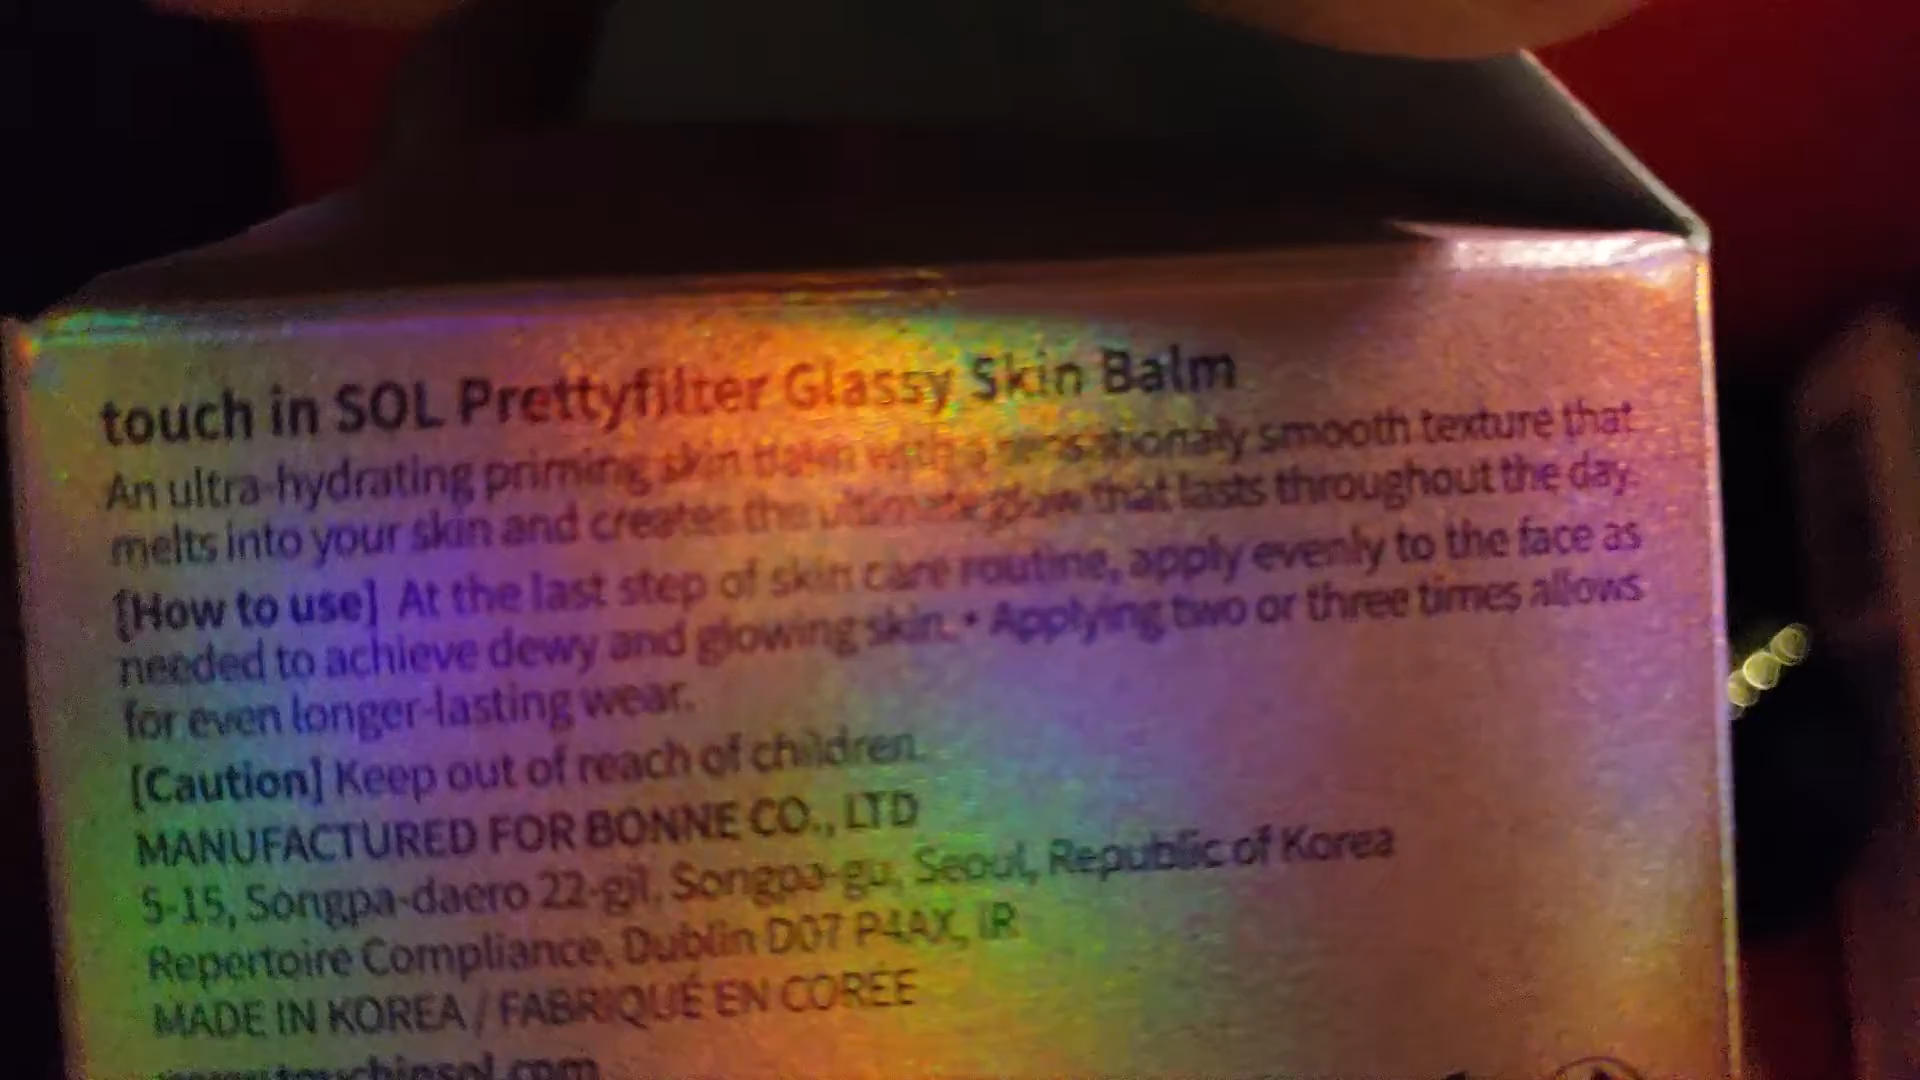 touch in SOL Prettyfilter Glassy Skin Balm
An ultra-hydrating priming skin balm with a sensationally smooth texture that
melts into your skin and creates the ultimate glow that lasts throughout the day.
[How to use] At the last step of skin care routine, apply evenly to the face as
needed to achieve dewy and glowing skin. • Applying two or three times allows
for even longer-lasting wear.
[Caution] Keep out of reach of children.
MANUFACTURED FOR BONNE CO., LTD
5-15, Songpa-daero 22-gil, Songpa-gu, Seoul, Republic of Korea
Repertoire Compliance, Dublin D07 P4AX, IR
MADE IN KOREA / FABRIQUÉ EN CORÉE
www.touchinsol.com